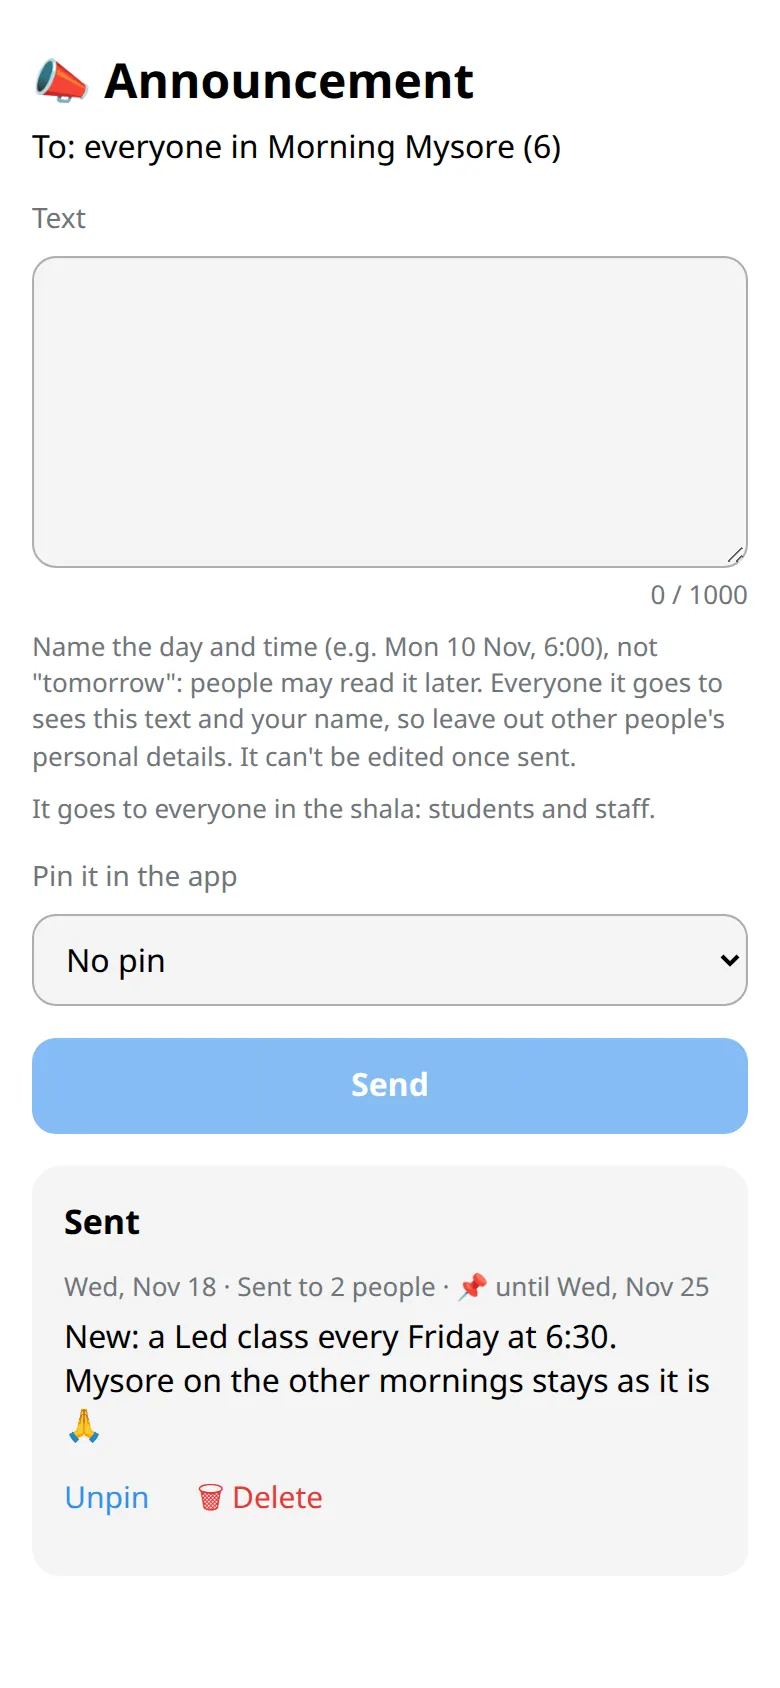 📣 Announcement
To: everyone in Morning Mysore (6)
Text
0 / 1000
Name the day and time (e.g. Mon 10 Nov, 6:00), not
"tomorrow": people may read it later. Everyone it goes to
sees this text and your name, so leave out other people's
personal details. It can't be edited once sent.
It goes to everyone in the shala: students and staff.
Pin it in the app
No pin
Send
Sent
Wed, Nov 18 · Sent to 2 people · 📌 until Wed, Nov 25
New: a Led class every Friday at 6:30.
Mysore on the other mornings stays as it is
🙏
Unpin 🗑 Delete